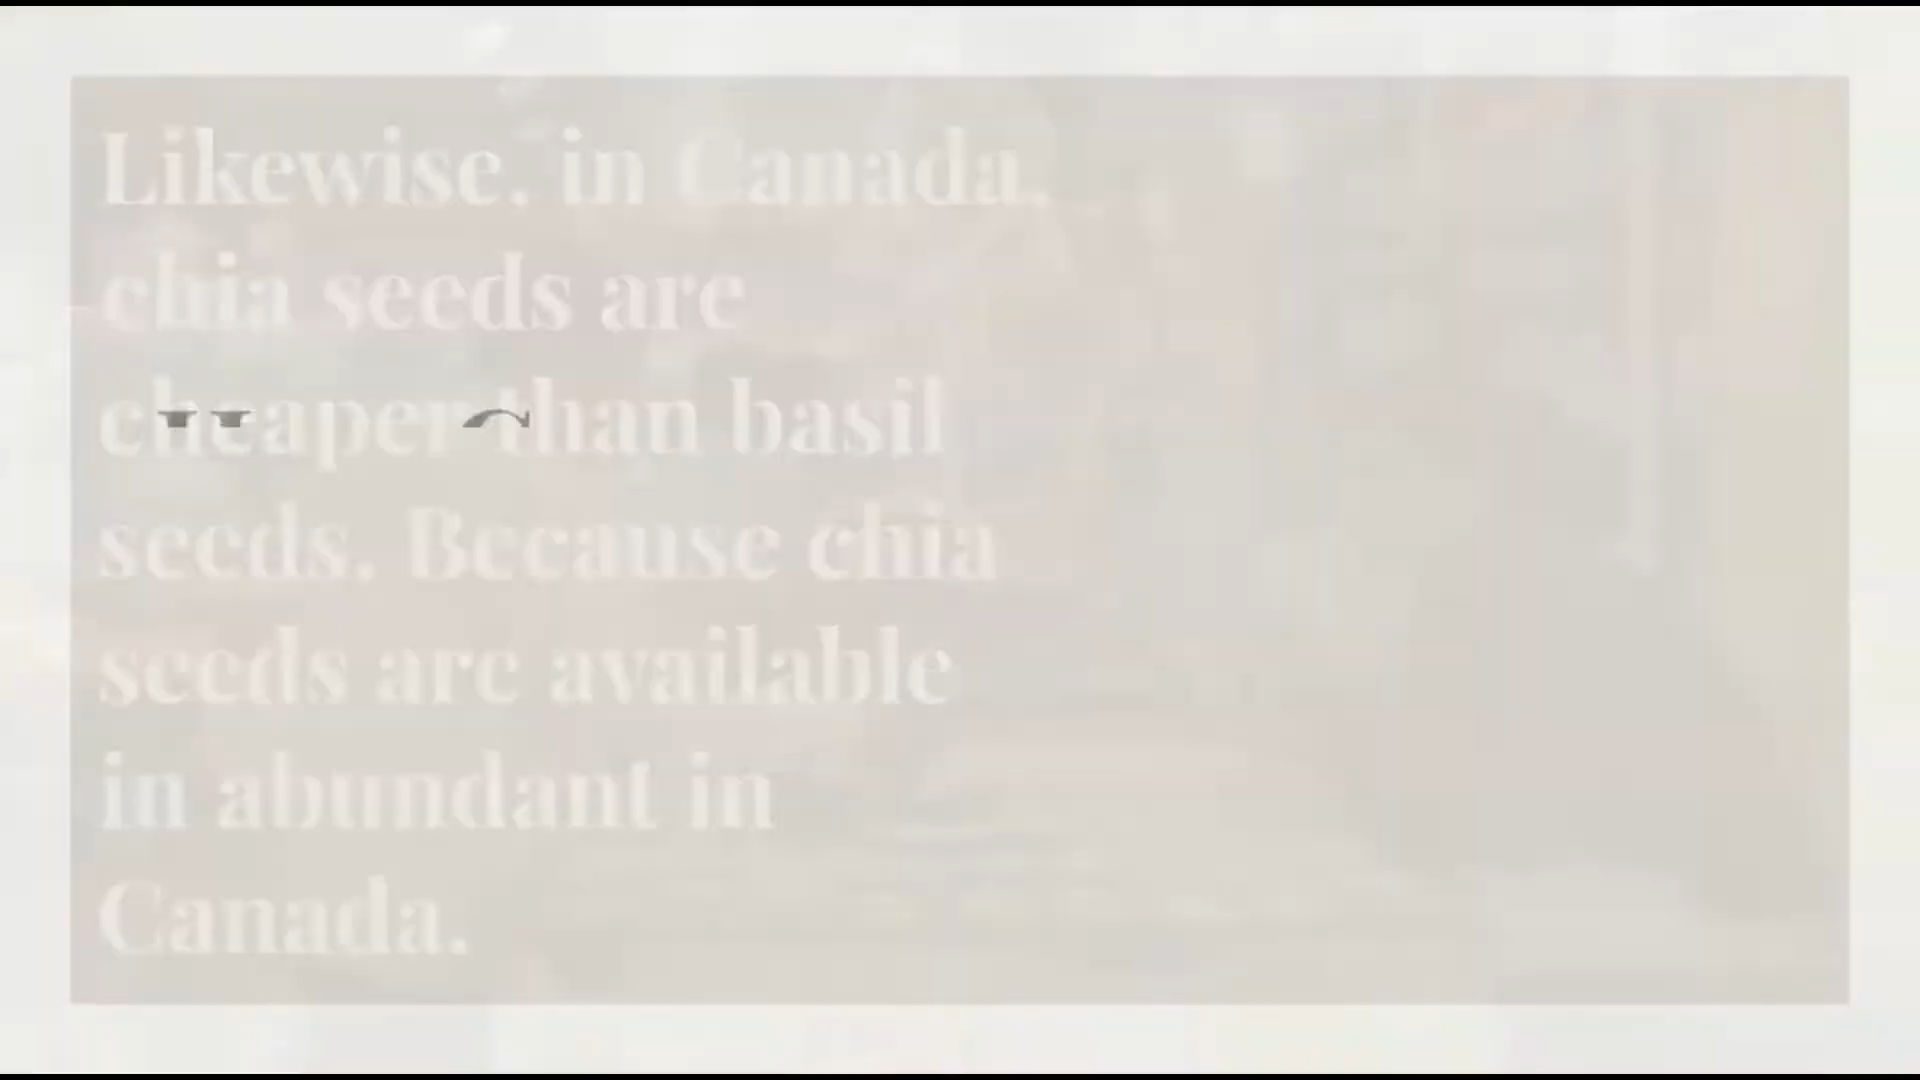 Likewise, in Canada,
chia seeds are
cheaper than basil
seeds. Because chia
seeds are available
in abundant in
Canada.